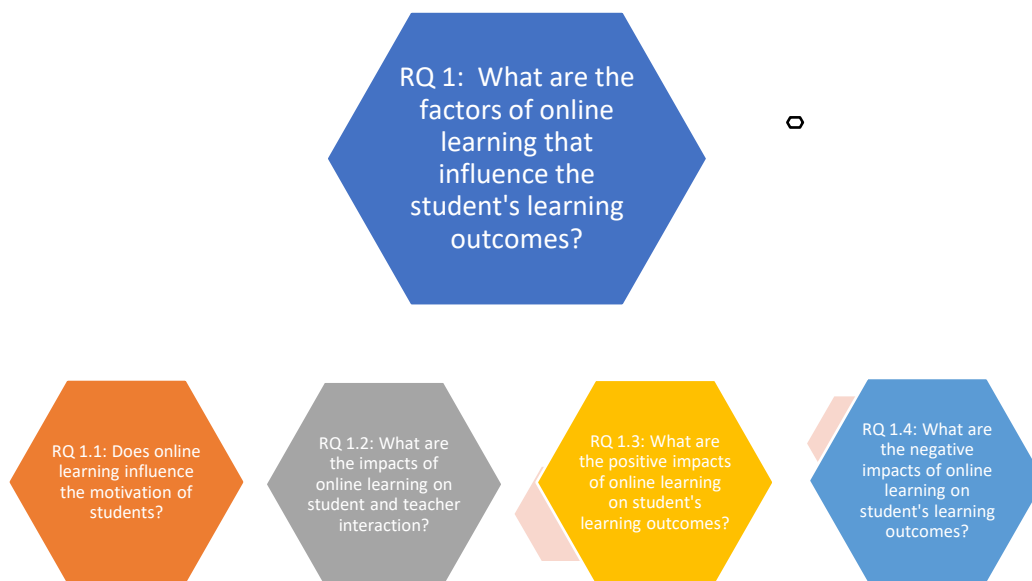 RQ 1:  What are the
factors of online
learning that
influence the
student's learning
outcomes?
RQ 1.1: Does online
learning influence
the motivation of
students?
RQ 1.2: What are
the impacts of
online learning on
student and teacher
interaction?
RQ 1.3: What are
the positive impacts
of online learning
on student's
learning outcomes?
RQ 1.4: What are
the negative
impacts of online
learning on
student's learning
outcomes?